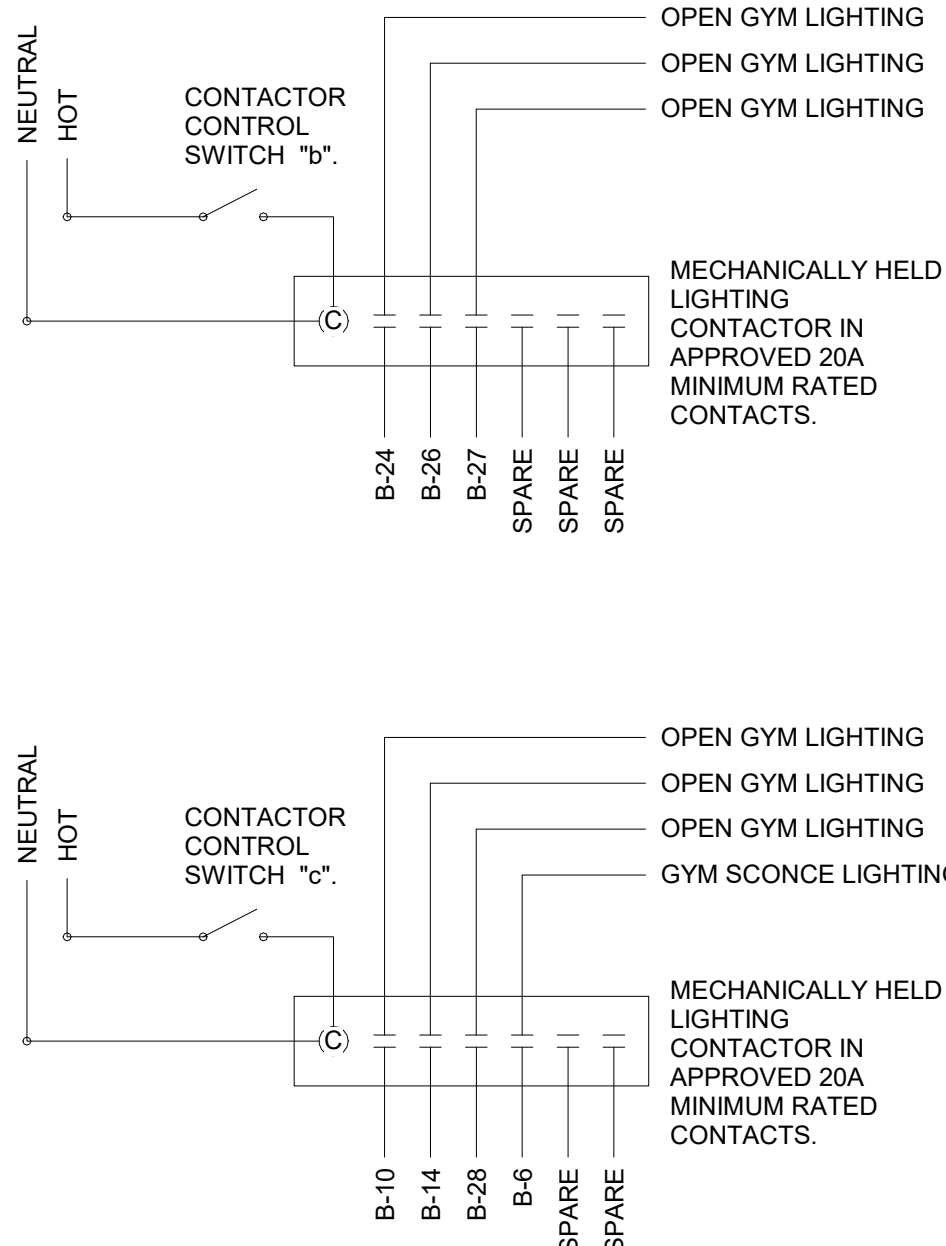 OPEN GYM LIGHTING
OPEN GYM LIGHTING
OPEN GYM LIGHTING
NEUTRAL
HOT
CONTACTOR
CONTROL
SWITCH "b".
MECHANICALLY HELD
LIGHTING
CONTACTOR IN
APPROVED 20A
MINIMUM RATED
CONTACTS.
(C)
B-24
B-26
B-27
SPARE
SPARE
SPARE
OPEN GYM LIGHTING
OPEN GYM LIGHTING
OPEN GYM LIGHTING
GYM SCONCE LIGHTING
NEUTRAL
HOT
CONTACTOR
CONTROL
SWITCH "c".
MECHANICALLY HELD
LIGHTING
CONTACTOR IN
APPROVED 20A
MINIMUM RATED
CONTACTS.
(C)
B-10
B-14
B-28
B-6
SPARE
SPARE